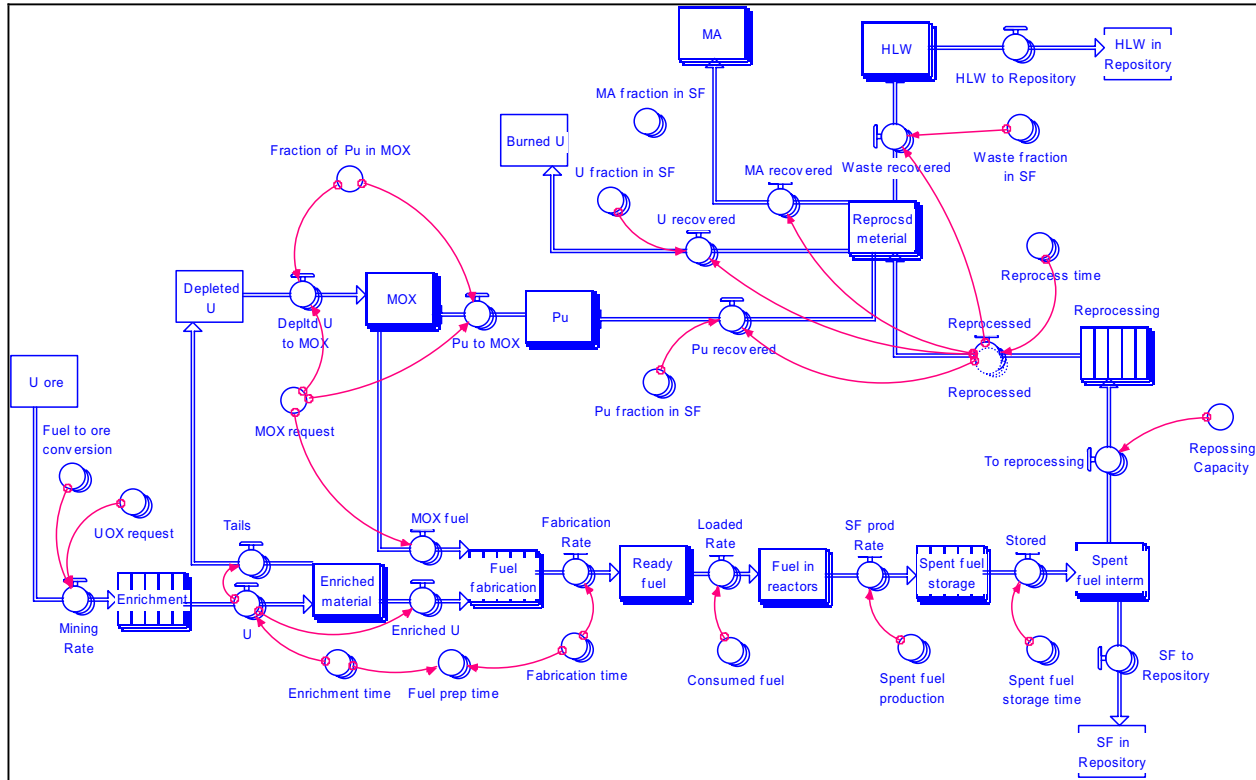 MA
HLW
HLW to Repository
HLW in
Repository
MA fraction in SF
Burned U
Fraction of Pu in MOX
U fraction in SF
MA recovered
Waste recovered
Waste fraction
in SF
U recovered
Reprocsd
meterial
Reprocess time
Depleted
U
MOX
Pu
Depltd U
to MOX
Pu to MOX
Pu recovered
Reprocessed
Reprocessing
Reprocessed
U ore
Pu fraction in SF
MOX request
Fuel to ore
conversion
Repossing
Capacity
To reprocessing
UOX request
Tails
MOX fuel
Fabrication
Rate
Loaded
Rate
SF prod
Rate
Stored
Enrichment
Enriched
material
Fuel
fabrication
Ready
fuel
Fuel in
reactors
Spent fuel
storage
Spent
fuel interm
Mining
Rate
U
Enriched U
SF to
Repository
Enrichment time
Fuel prep time
Fabrication time
Consumed fuel
Spent fuel
production
Spent fuel
storage time
SF in
Repository